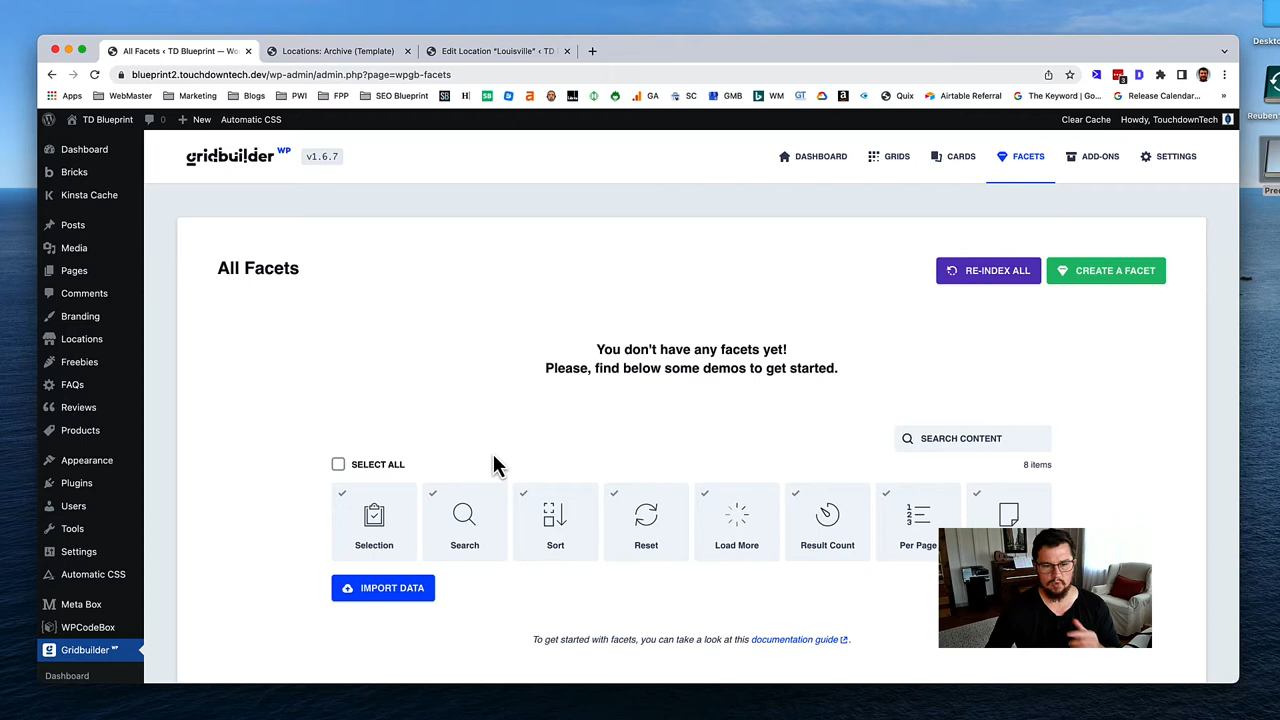 All Facets ‹ TD Blueprint — Wo
Locations: Archive (Template)
Edit Location "Louisville" ‹ TD
blueprint2.touchdowntech.dev/wp-admin/admin.php?page=wpgb-facets
Apps
WebMaster
Marketing
Blogs
PWI
FPP
SEO Blueprint
GA
SC
GMB
WM
GT
Quix
Airtable Referral
The Keyword | Go...
Release Calendar...
»
TD Blueprint
0
New
Automatic CSS
Clear Cache
Howdy, TouchdownTech
Dashboard
Bricks
Kinsta Cache
Posts
Media
Pages
Comments
Branding
Locations
Freebies
FAQs
Reviews
Products
Appearance
Plugins
Users
Tools
Settings
Automatic CSS
Meta Box
WPCodeBox
Gridbuilder WP
Dashboard
gridbuilder WP
v1.6.7
DASHBOARD
GRIDS
CARDS
FACETS
ADD-ONS
SETTINGS
All Facets
RE-INDEX ALL
CREATE A FACET
You don't have any facets yet!
Please, find below some demos to get started.
SEARCH CONTENT
SELECT ALL
8 items
Selection
Search
Sort
Reset
Load More
Result Count
Per Page
IMPORT DATA
To get started with facets, you can take a look at this documentation guide.
Deskto
Reuben'
Prec